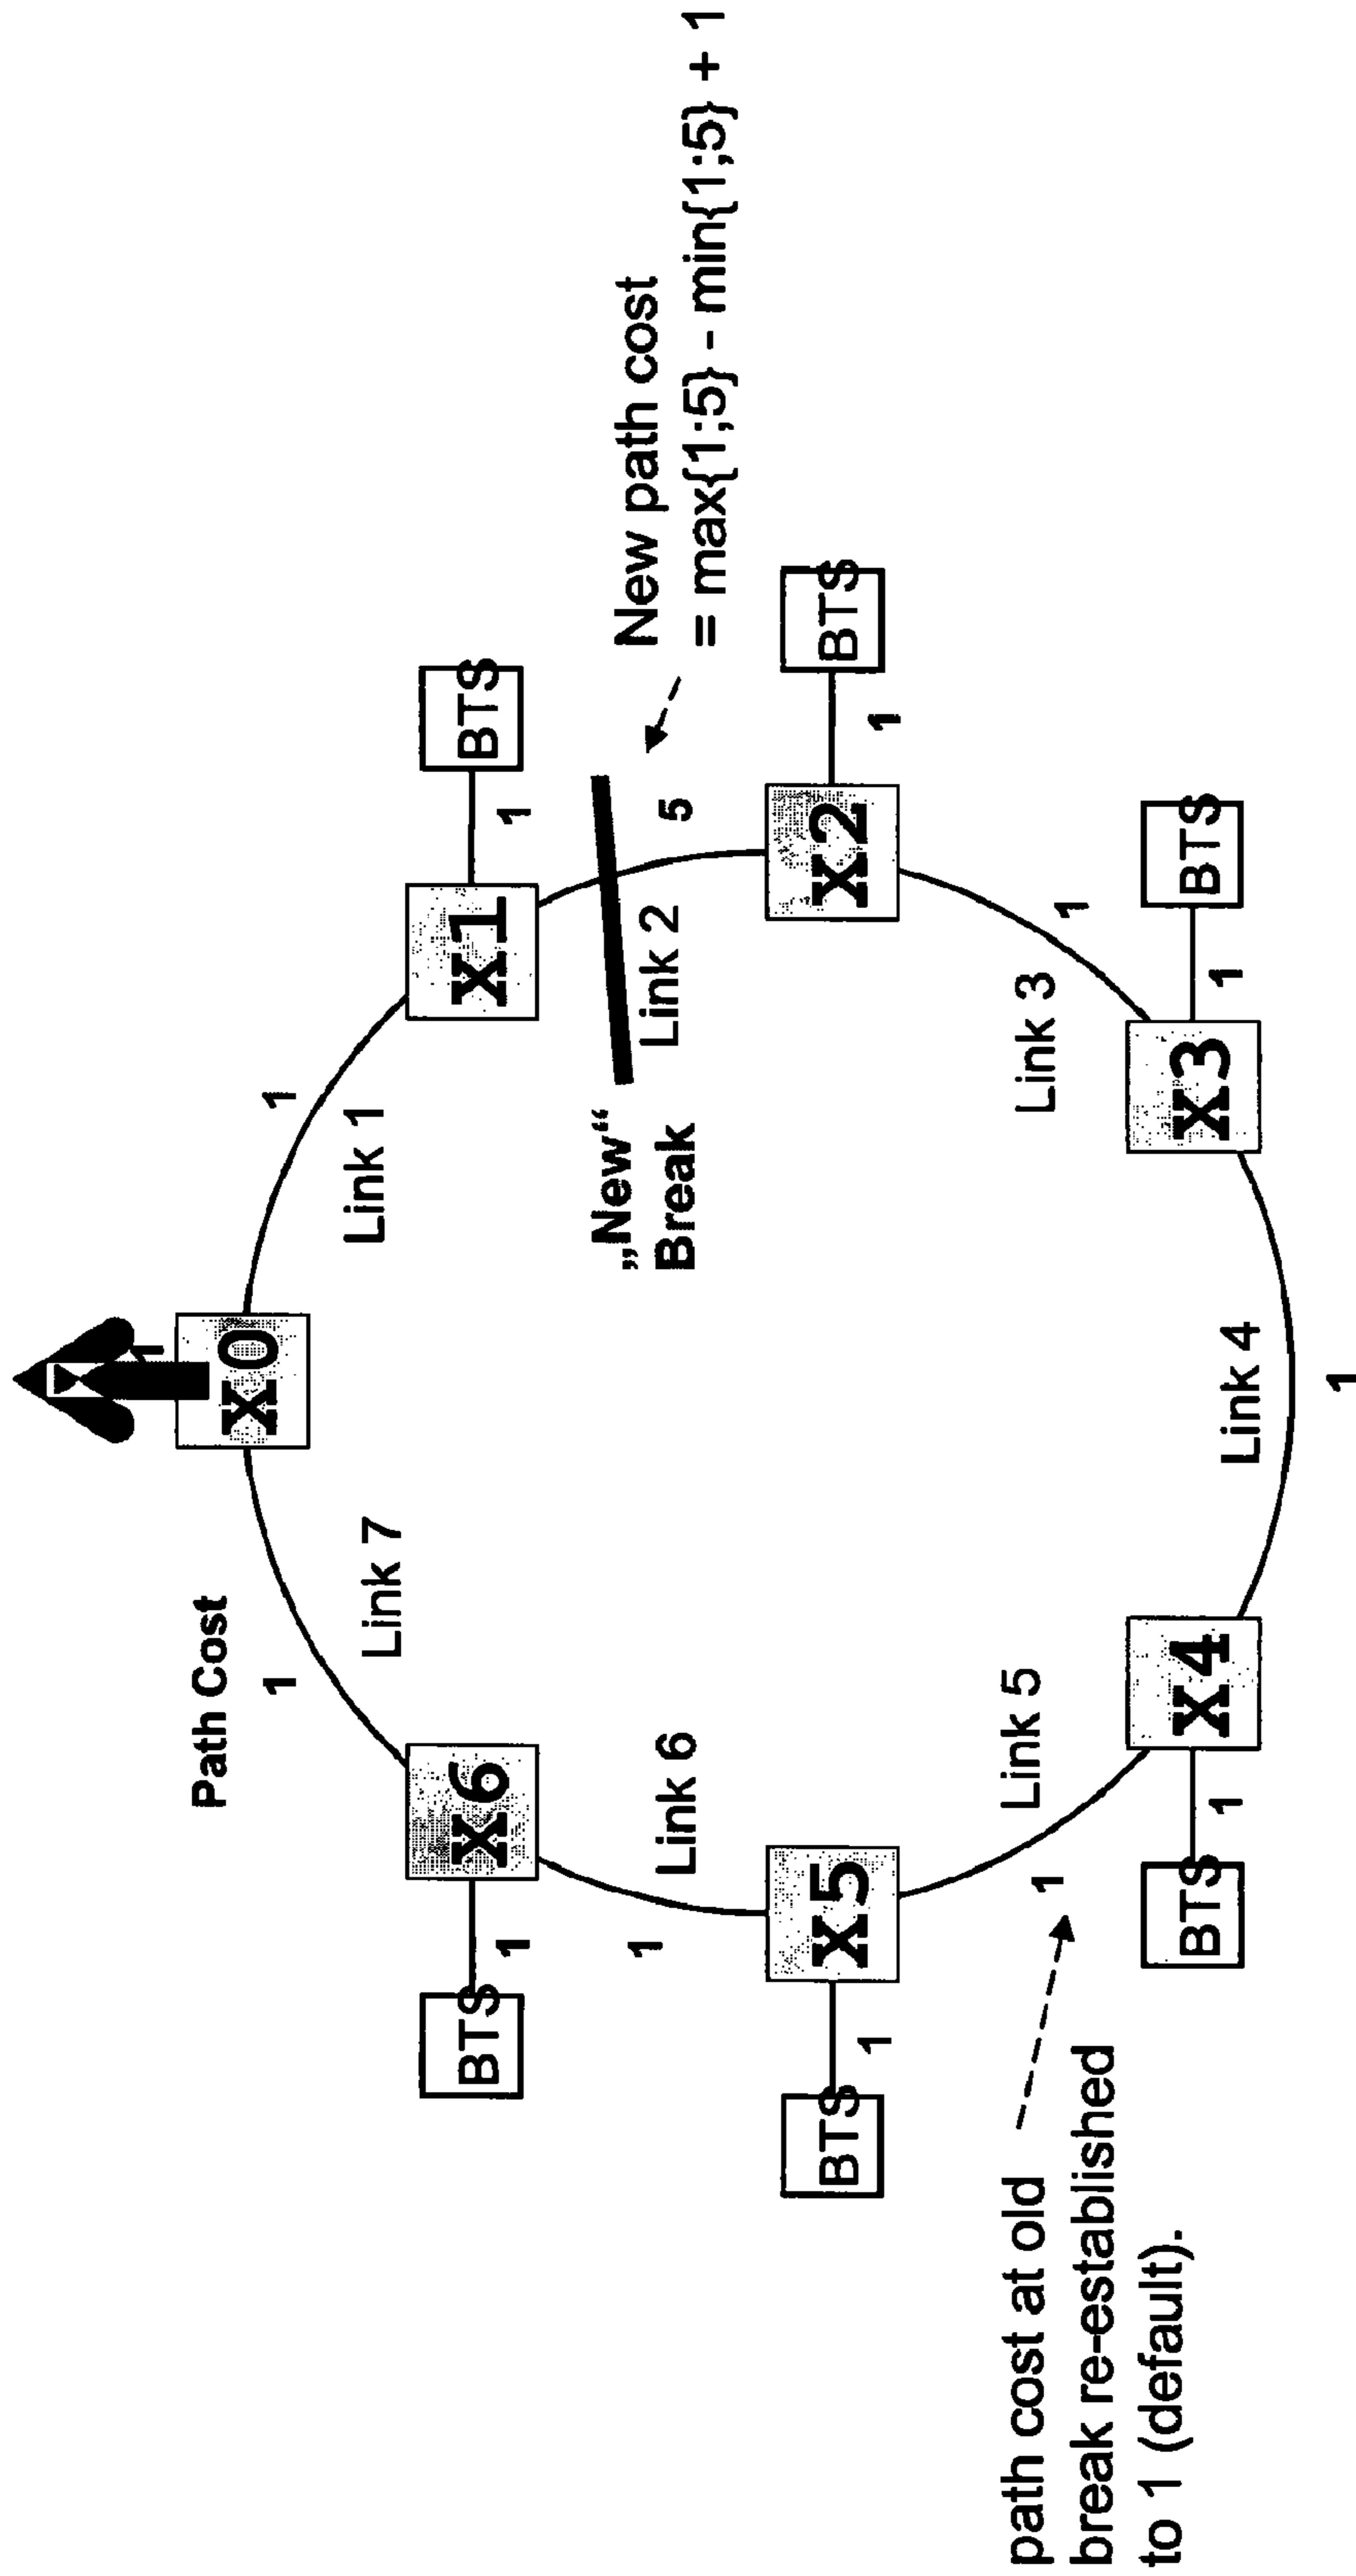 1
Path Cost
x0
1
1
Link 7
Link 1
BTS
1
x6
x1
1
BTS
„New“
Break
New path cost
= max{1;5} - min{1;5} + 1
1
Link 6
Link 2
5
BTS
1
x5
x2
1
BTS
path cost at old
break re-established
to 1 (default).
1
Link 5
Link 3
1
BTS
1
x4
x3
1
BTS
Link 4
1